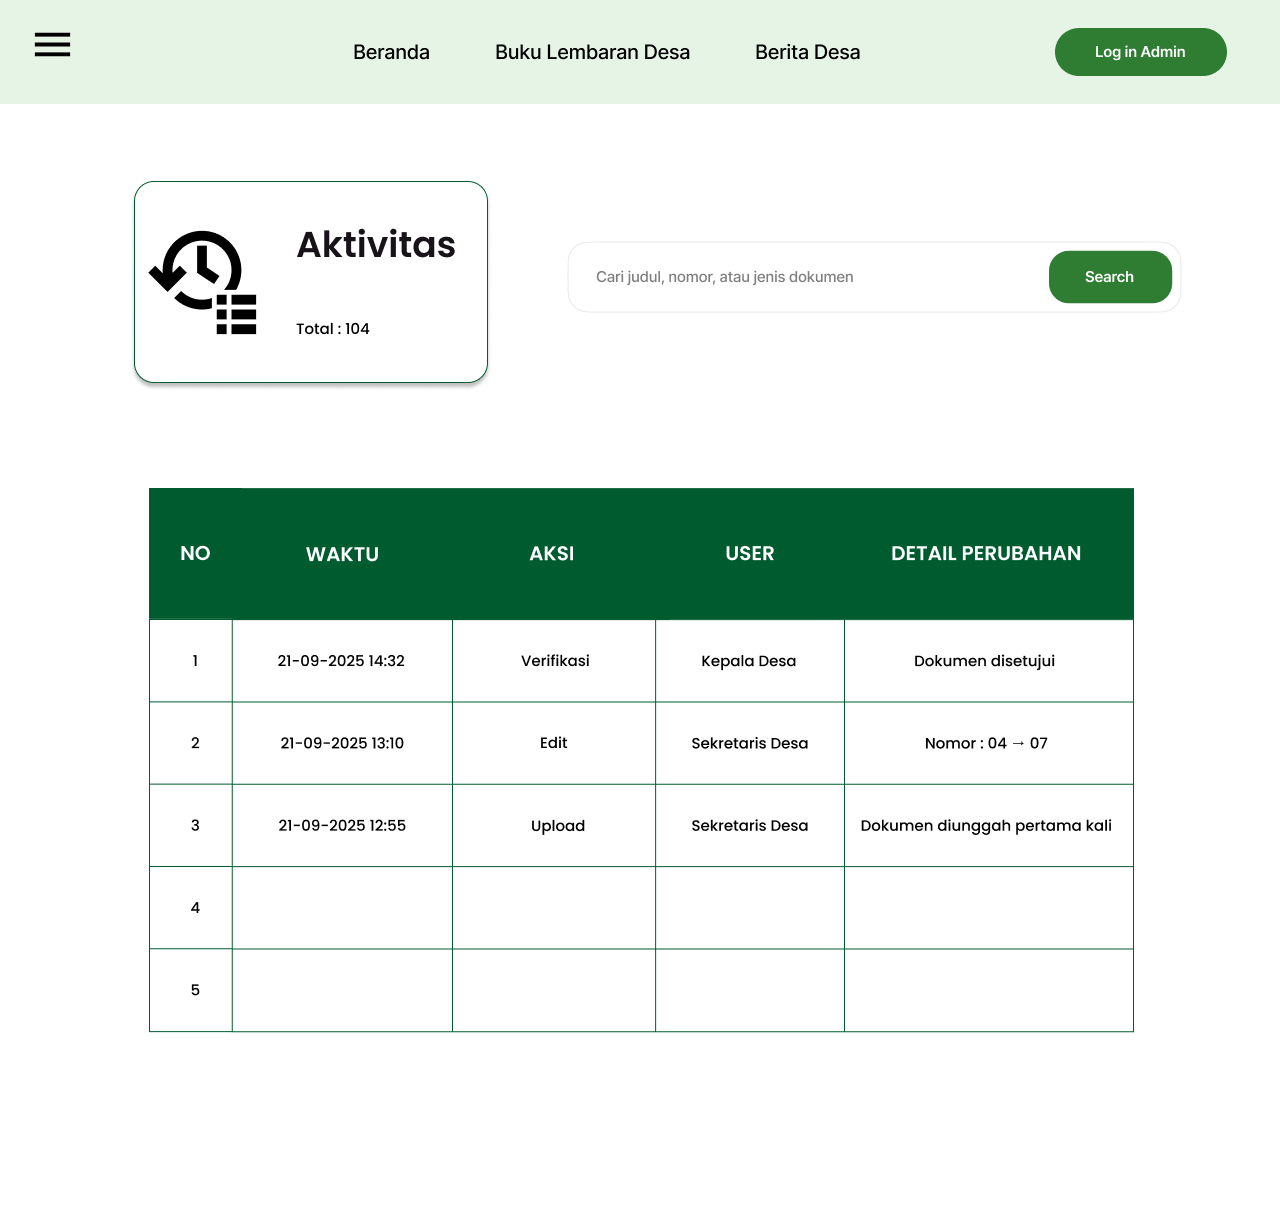 Beranda Buku Lembaran Desa Berita Desa Log in Admin
Aktivitas
Total : 104
Cari judul, nomor, atau jenis dokumen Search
NO WAKTU AKSI USER DETAIL PERUBAHAN
1 21-09-2025 14:32 Verifikasi Kepala Desa Dokumen disetujui
2 21-09-2025 13:10 Edit Sekretaris Desa Nomor : 04 → 07
3 21-09-2025 12:55 Upload Sekretaris Desa Dokumen diunggah pertama kali
4
5